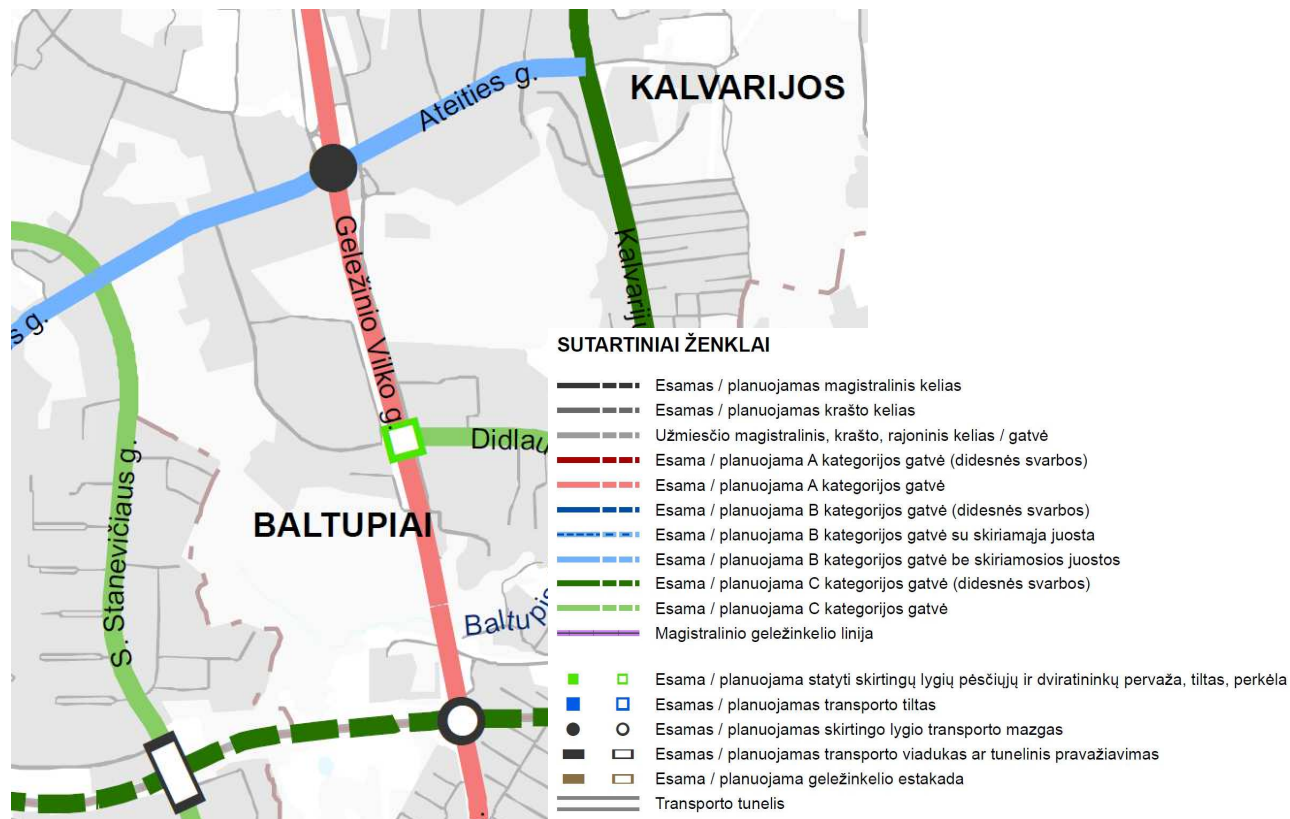 Ateities g.
KALVARIJOS
Geležinio Vilko g.
Kalvarijų
s g.
Didlau
S. Stanevičiaus g.
BALTUPIAI
Baltupis
SUTARTINIAI ŽENKLAI
Esamas / planuojamas magistralinis kelias
Esamas / planuojamas krašto kelias
Užmiesčio magistralinis, krašto, rajoninis kelias / gatvė
Esama / planuojama A kategorijos gatvė (didesnės svarbos)
Esama / planuojama A kategorijos gatvė
Esama / planuojama B kategorijos gatvė (didesnės svarbos)
Esama / planuojama B kategorijos gatvė su skiriamąja juosta
Esama / planuojama B kategorijos gatvė be skiriamosios juostos
Esama / planuojama C kategorijos gatvė (didesnės svarbos)
Esama / planuojama C kategorijos gatvė
Magistralinio geležinkelio linija
Esama / planuojama statyti skirtingų lygių pėsčiųjų ir dviratininkų pervaža, tiltas, perkėla
Esamas / planuojamas transporto tiltas
Esamas / planuojamas skirtingo lygio transporto mazgas
Esamas / planuojamas transporto viadukas ar tunelinis pravažiavimas
Esama / planuojama geležinkelio estakada
Transporto tunelis